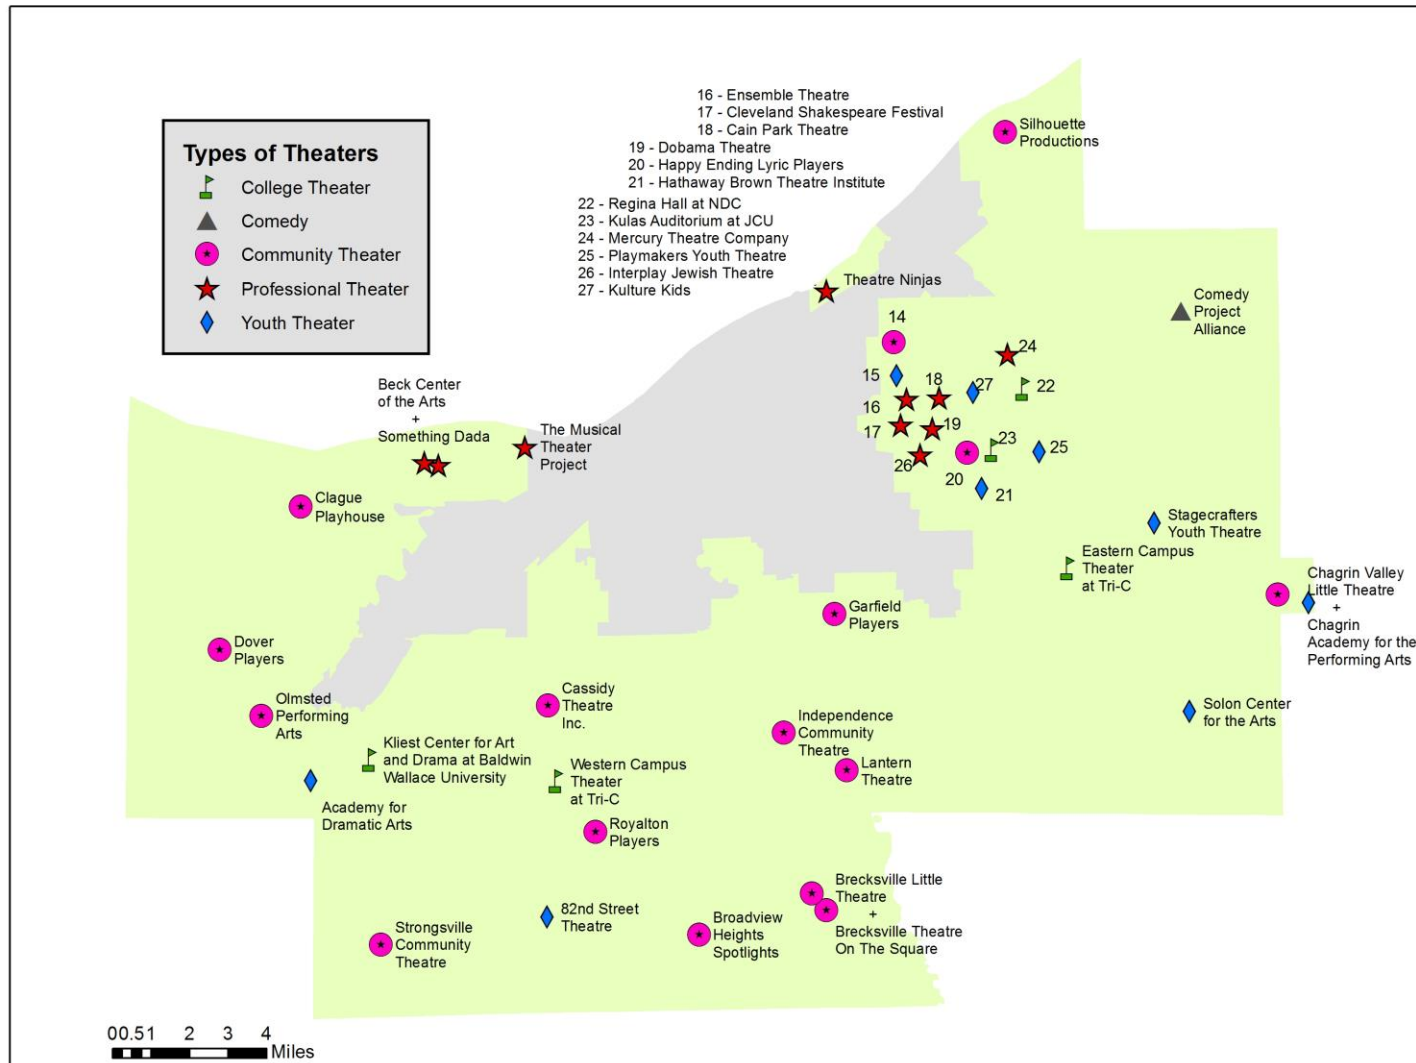 16 - Ensemble Theatre
17 - Cleveland Shakespeare Festival
18 - Cain Park Theatre
19 - Dobama Theatre
20 - Happy Ending Lyric Players
21 - Hathaway Brown Theatre Institute
22 - Regina Hall at NDC
23 - Kulas Auditorium at JCU
24 - Mercury Theatre Company
25 - Playmakers Youth Theatre
26 - Interplay Jewish Theatre
27 - Kulture Kids
Types of Theaters
College Theater
Comedy
Community Theater
Professional Theater
Youth Theater
Silhouette
Productions
Theatre Ninjas
Comedy
Project
Alliance
14
24
15
18
27
22
16
17
19
23
25
26
20
21
Beck Center
of the Arts
+
Something Dada
The Musical
Theater
Project
Clague
Playhouse
Stagecrafters
Youth Theatre
Eastern Campus
Theater
at Tri-C
Chagrin Valley
Little Theatre
+
Chagrin
Academy for the
Performing Arts
Garfield
Players
Dover
Players
Olmsted
Performing
Arts
Cassidy
Theatre
Inc.
Independence
Community
Theatre
Solon Center
for the Arts
Kliest Center for Art
and Drama at Baldwin
Wallace University
Western Campus
Theater
at Tri-C
Lantern
Theatre
Academy for
Dramatic Arts
Royalton
Players
Brecksville Little
Theatre
+
Brecksville Theatre
On The Square
82nd Street
Theatre
Strongsville
Community
Theatre
Broadview
Heights
Spotlights
0 0.5 1 2 3 4
Miles